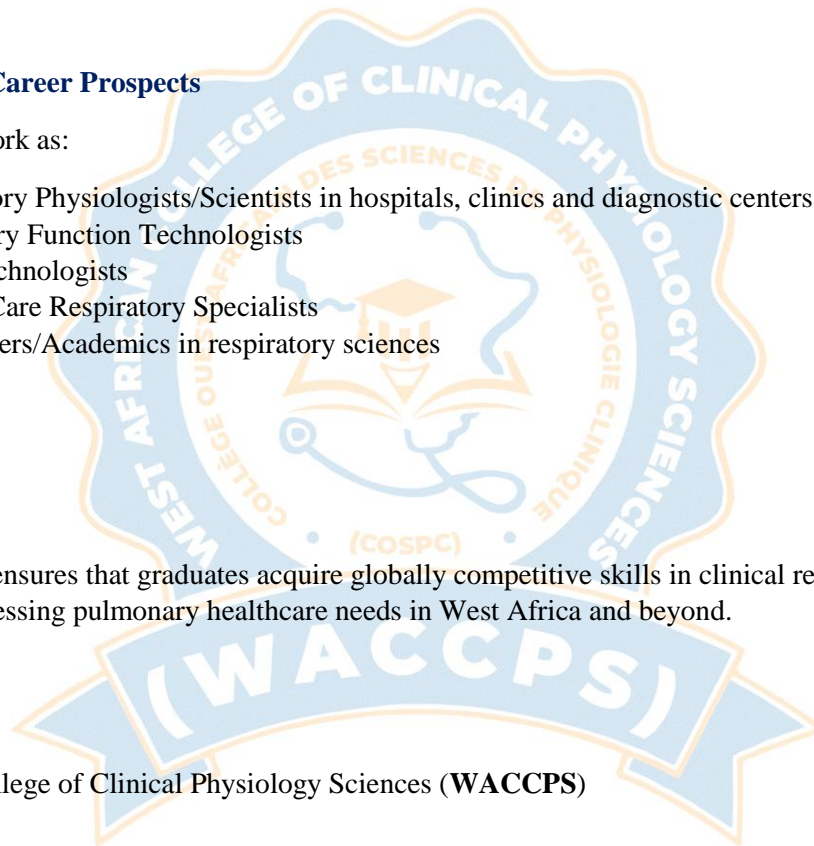 Career Prospects
ork as:
ory Physiologists/Scientists in hospitals, clinics and diagnostic centers
ry Function Technologists
chnologists
Care Respiratory Specialists
ers/Academics in respiratory sciences
ensures that graduates acquire globally competitive skills in clinical re
essing pulmonary healthcare needs in West Africa and beyond.
llege of Clinical Physiology Sciences (WACCPS)
WEST AFRICAN COLLEGE OF CLINICAL PHYSIOLOGY SCIENCES
COLLÈGE OUEST AFRICAIN DES SCIENCES DE PHYSIOLOGIE CLINIQUE
(COSPC)
(WACCPS)